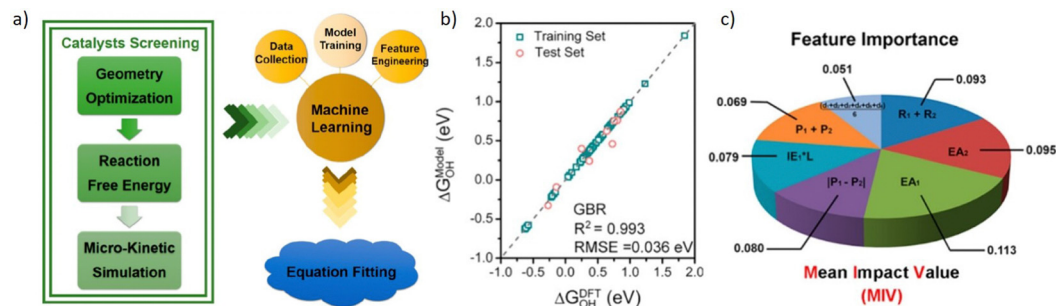 a)
Catalysts Screening
Geometry
Optimization
Reaction
Free Energy
Micro-Kinetic
Simulation
Data
Collection
Model
Training
Feature
Engineering
Machine
Learning
Equation Fitting
b)
ΔG_OH^Model (eV)
2.0
1.5
1.0
0.5
0.0
-0.5
-1.0
Training Set
Test Set
GBR
R² = 0.993
RMSE =0.036 eV
-1.0 -0.5 0.0 0.5 1.0 1.5 2.0
ΔG_OH^DFT (eV)
c)
Feature Importance
0.051
0.093
0.069
0.095
0.079
0.080
0.113
R₁ + R₂
EA₂
EA₁
|P₁ - P₂|
IE₁*L
P₁ + P₂
Mean Impact Value
(MIV)